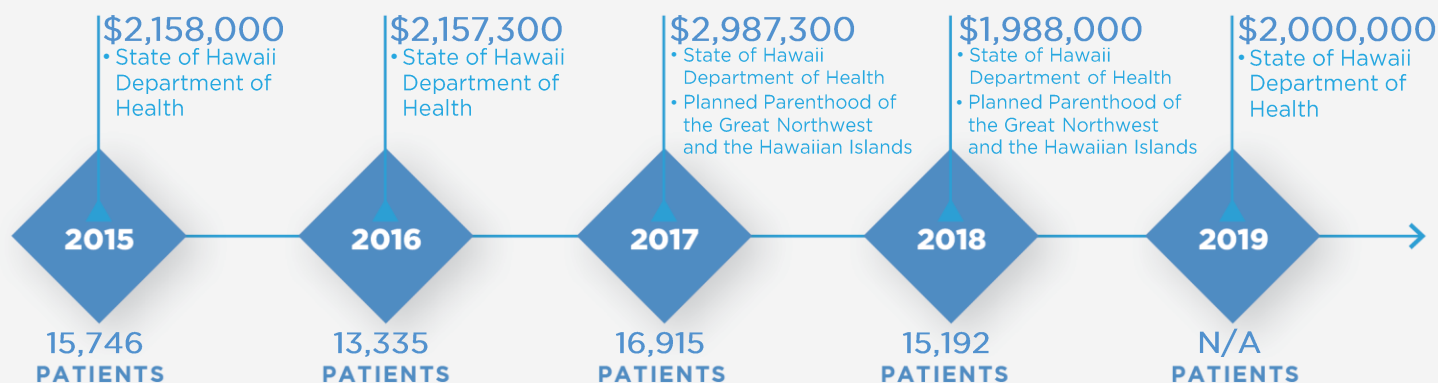 $2,158,000
• State of Hawaii
Department of
Health
2015
15,746
PATIENTS
$2,157,300
• State of Hawaii
Department of
Health
2016
13,335
PATIENTS
$2,987,300
• State of Hawaii
Department of Health
• Planned Parenthood of
the Great Northwest
and the Hawaiian Islands
2017
16,915
PATIENTS
$1,988,000
• State of Hawaii
Department of Health
• Planned Parenthood of
the Great Northwest
and the Hawaiian Islands
2018
15,192
PATIENTS
$2,000,000
• State of Hawaii
Department of
Health
2019
N/A
PATIENTS